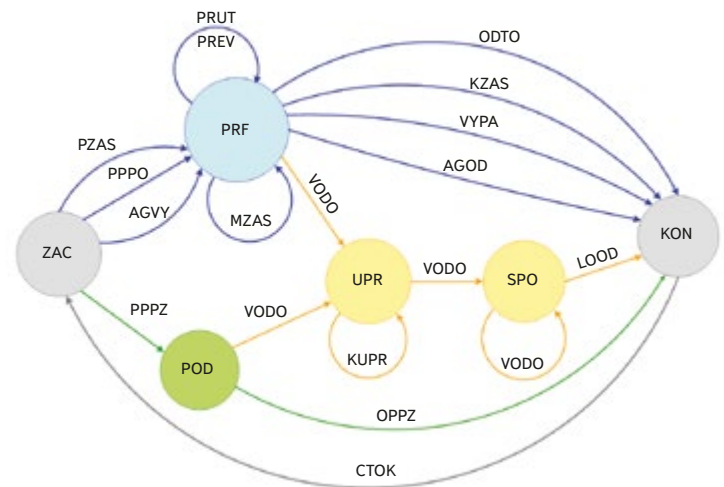 PRUT
PREV
ODTO
KZAS
VYPA
AGOD
PRF
PZAS
PPPO
AGVY
MZAS
VODO
ZAC
KON
UPR
VODO
SPO
LOOD
PPPZ
VODO
POD
KUPR
VODO
OPPZ
CTOK